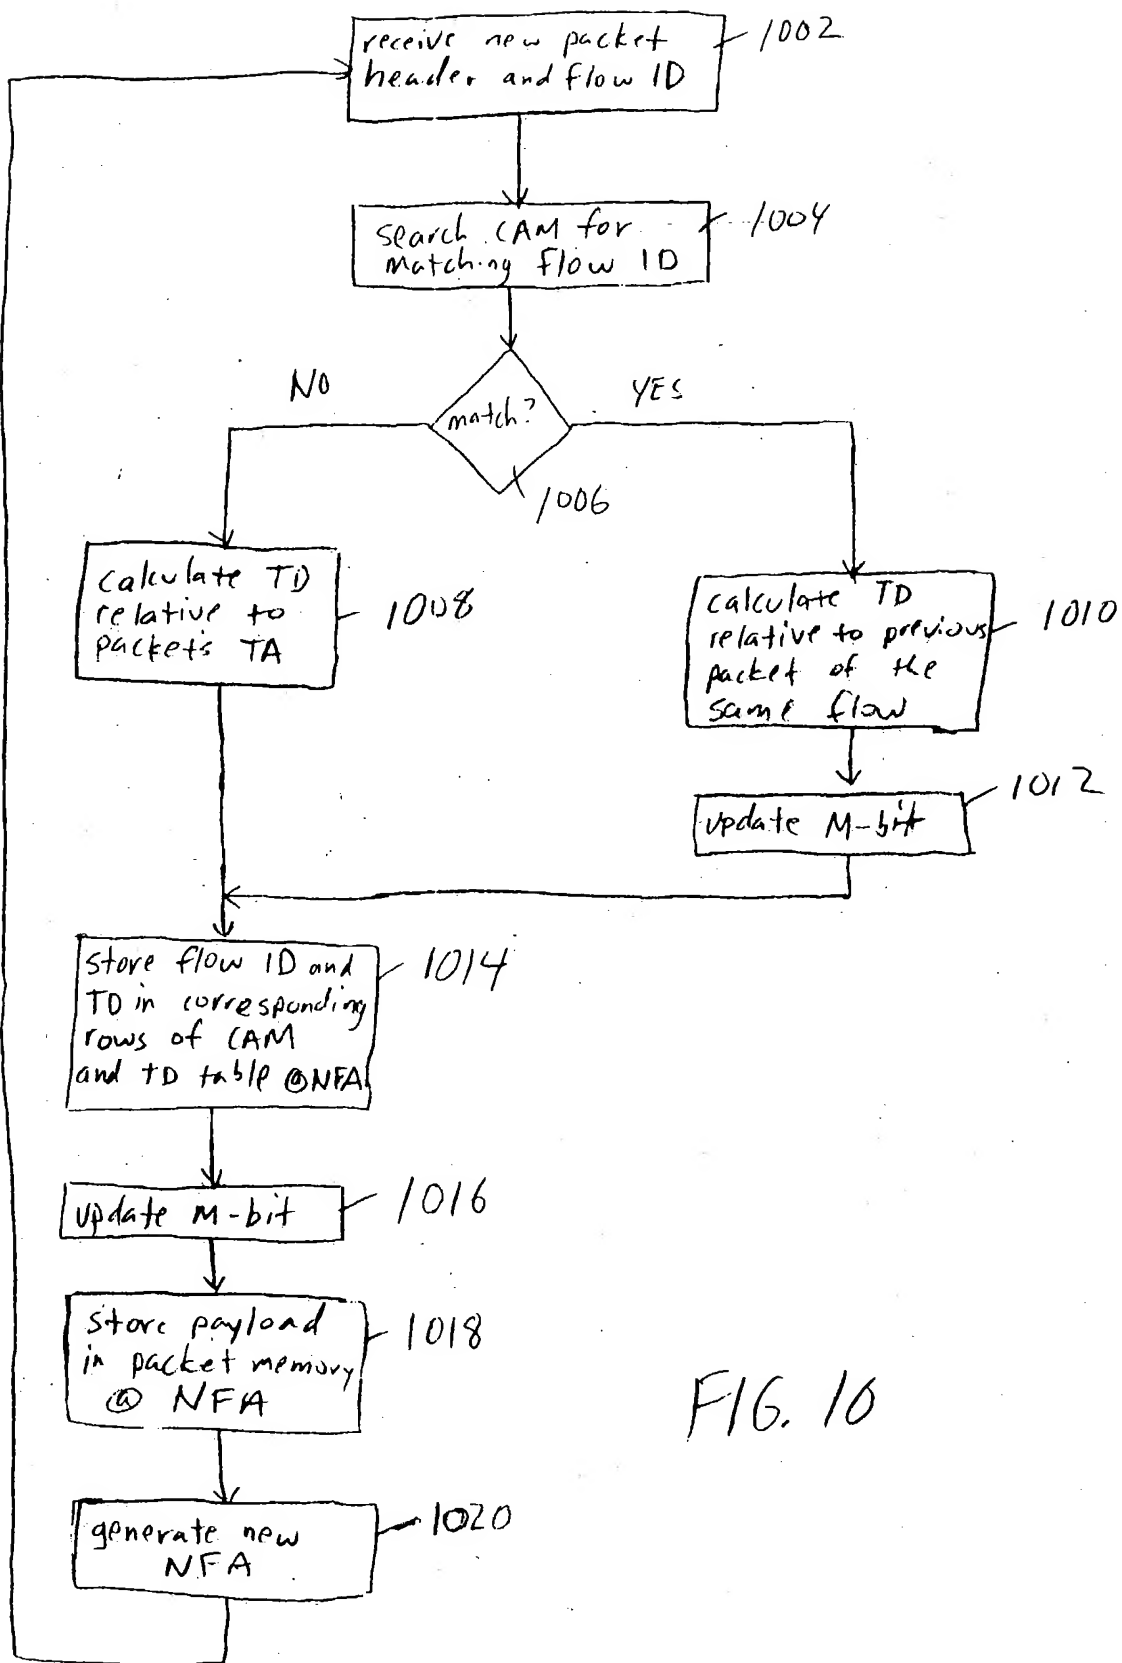 receive new packet
header and flow ID
1002
search CAM for
matching flow ID
1004
NO
YES
match?
1006
calculate TD
relative to
packet's TA
1008
calculate TD
relative to previous
packet of the
same flow
1010
update M-bit
1012
store flow ID and
TD in corresponding
rows of CAM
and TD table @NFA
1014
update M-bit
1016
store payload
in packet memory
@ NFA
1018
generate new
NFA
1020
FIG. 10